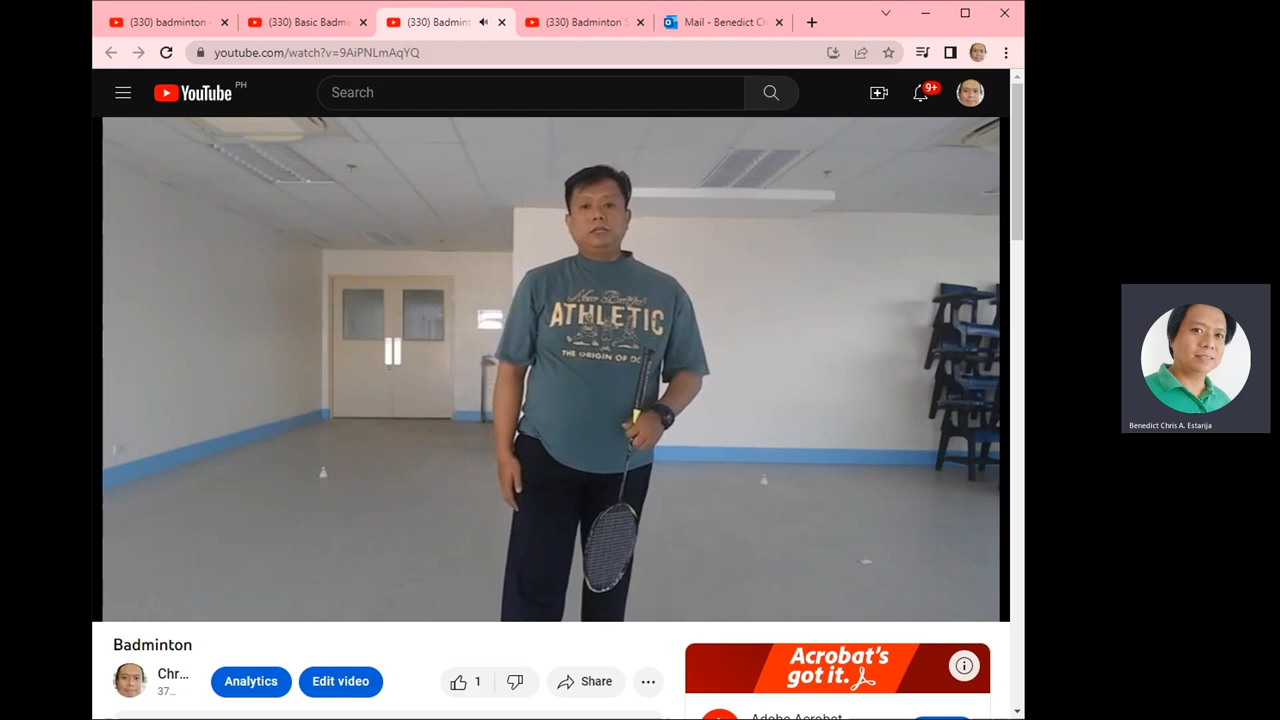 (330) badminton
(330) Basic Badmi
(330) Badmint
(330) Badminton S
Mail - Benedict Ch
youtube.com/watch?v=9AiPNLmAqYQ
YouTube PH
Search
9+
ATHLETIC
THE ORIGIN OF DO
Benedict Chris A. Estarija
Badminton
Chr...
37...
Analytics
Edit video
1
Share
Acrobat's
got it.
Adobe Acrobat